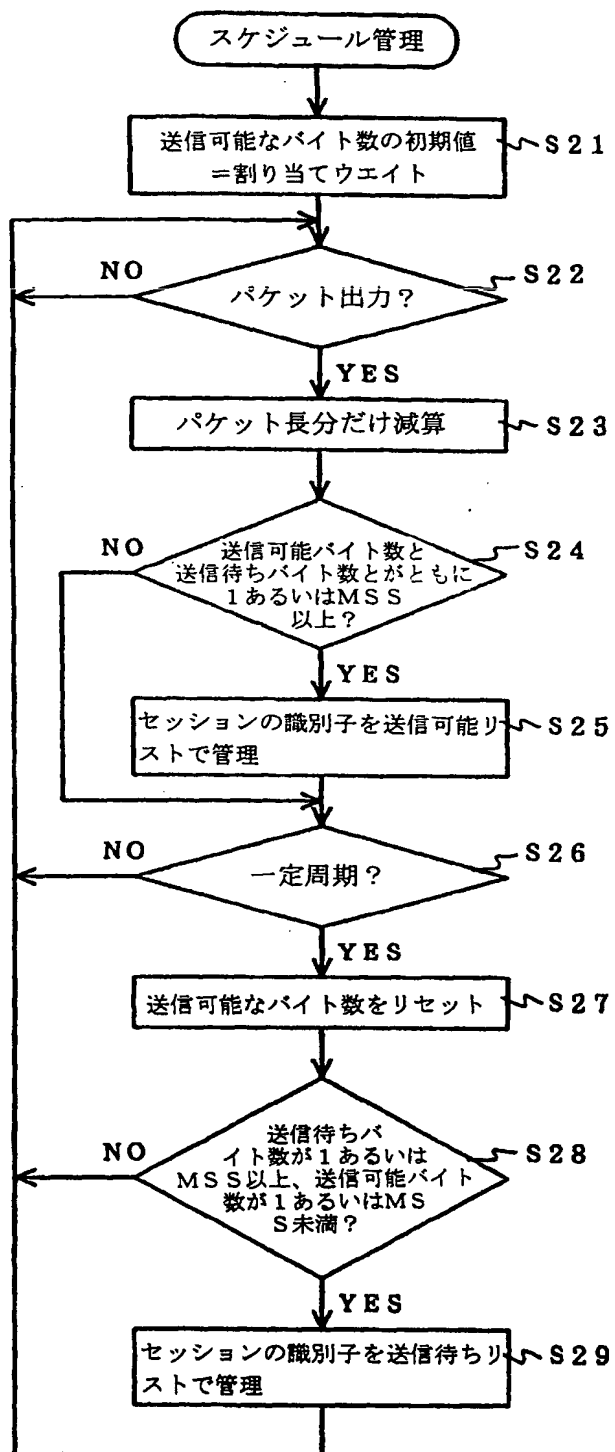 スケジュール管理
送信可能なバイト数の初期値
=割り当てウエイト
S21
NO
S22
パケット出力?
YES
パケット長分だけ減算
S23
NO
S24
送信可能バイト数と
送信待ちバイト数とがともに
1あるいはMSS
以上?
YES
セッションの識別子を送信可能リ
ストで管理
S25
NO
S26
一定周期?
YES
送信可能なバイト数をリセット
S27
NO
S28
送信待ちバ
イト数が1あるいは
MSS以上、送信可能バイト
数が1あるいはMS
S未満?
YES
セッションの識別子を送信待ちリ
ストで管理
S29